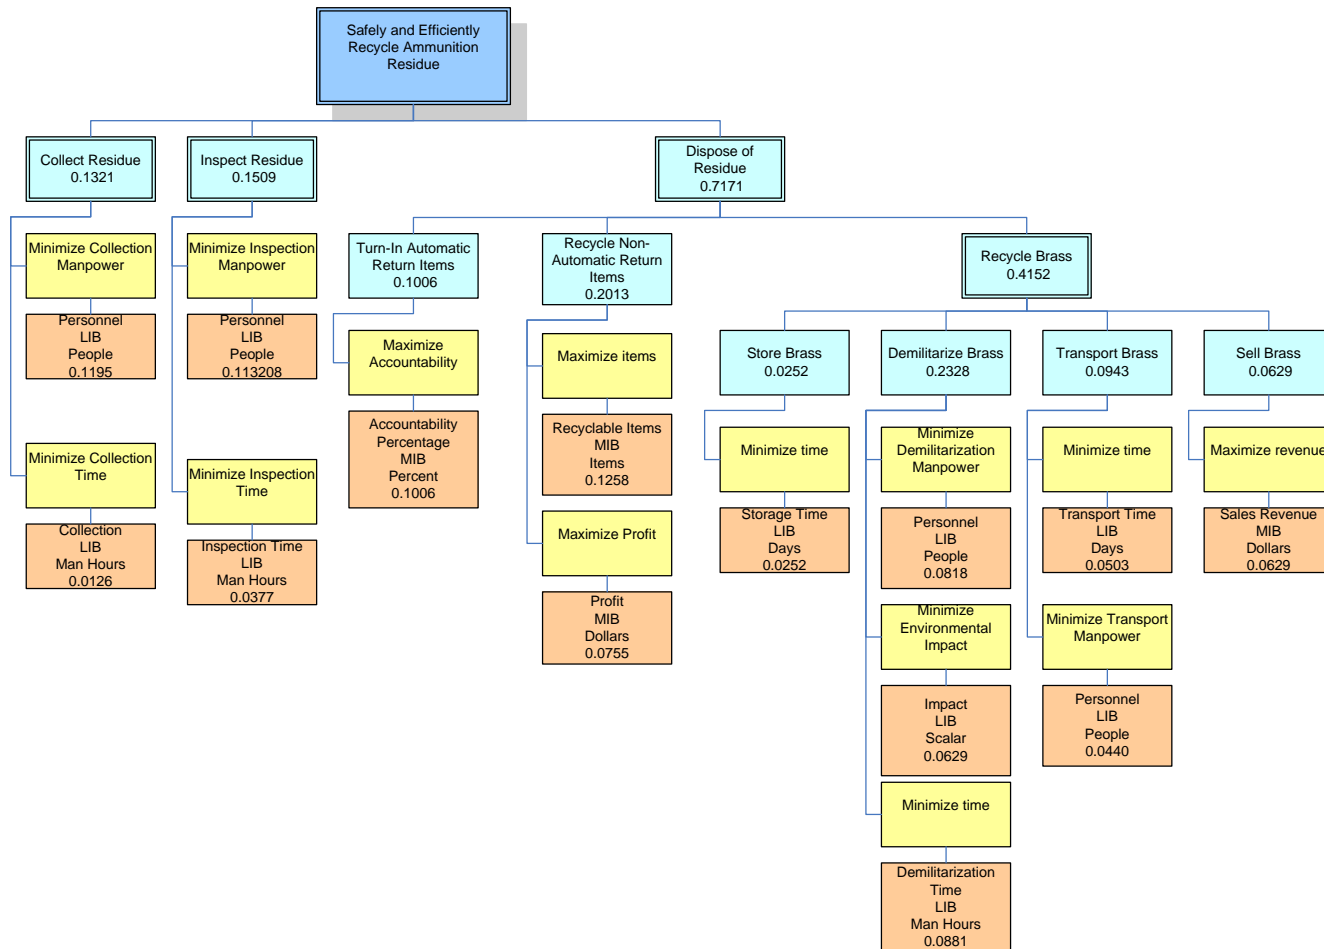 Safely and Efficiently
Recycle Ammunition
Residue
Collect Residue
0.1321
Inspect Residue
0.1509
Dispose of
Residue
0.7171
Minimize Collection
Manpower
Personnel
LIB
People
0.1195
Minimize Collection
Time
Collection
LIB
Man Hours
0.0126
Minimize Inspection
Manpower
Personnel
LIB
People
0.113208
Minimize Inspection
Time
Inspection Time
LIB
Man Hours
0.0377
Turn-In Automatic
Return Items
0.1006
Maximize
Accountability
Accountability
Percentage
MIB
Percent
0.1006
Recycle Non-
Automatic Return
Items
0.2013
Maximize items
Recyclable Items
MIB
Items
0.1258
Maximize Profit
Profit
MIB
Dollars
0.0755
Recycle Brass
0.4152
Store Brass
0.0252
Minimize time
Storage Time
LIB
Days
0.0252
Demilitarize Brass
0.2328
Minimize
Demilitarization
Manpower
Personnel
LIB
People
0.0818
Minimize
Environmental
Impact
Impact
LIB
Scalar
0.0629
Minimize time
Demilitarization
Time
LIB
Man Hours
0.0881
Transport Brass
0.0943
Minimize time
Transport Time
LIB
Days
0.0503
Minimize Transport
Manpower
Personnel
LIB
People
0.0440
Sell Brass
0.0629
Maximize revenue
Sales Revenue
MIB
Dollars
0.0629